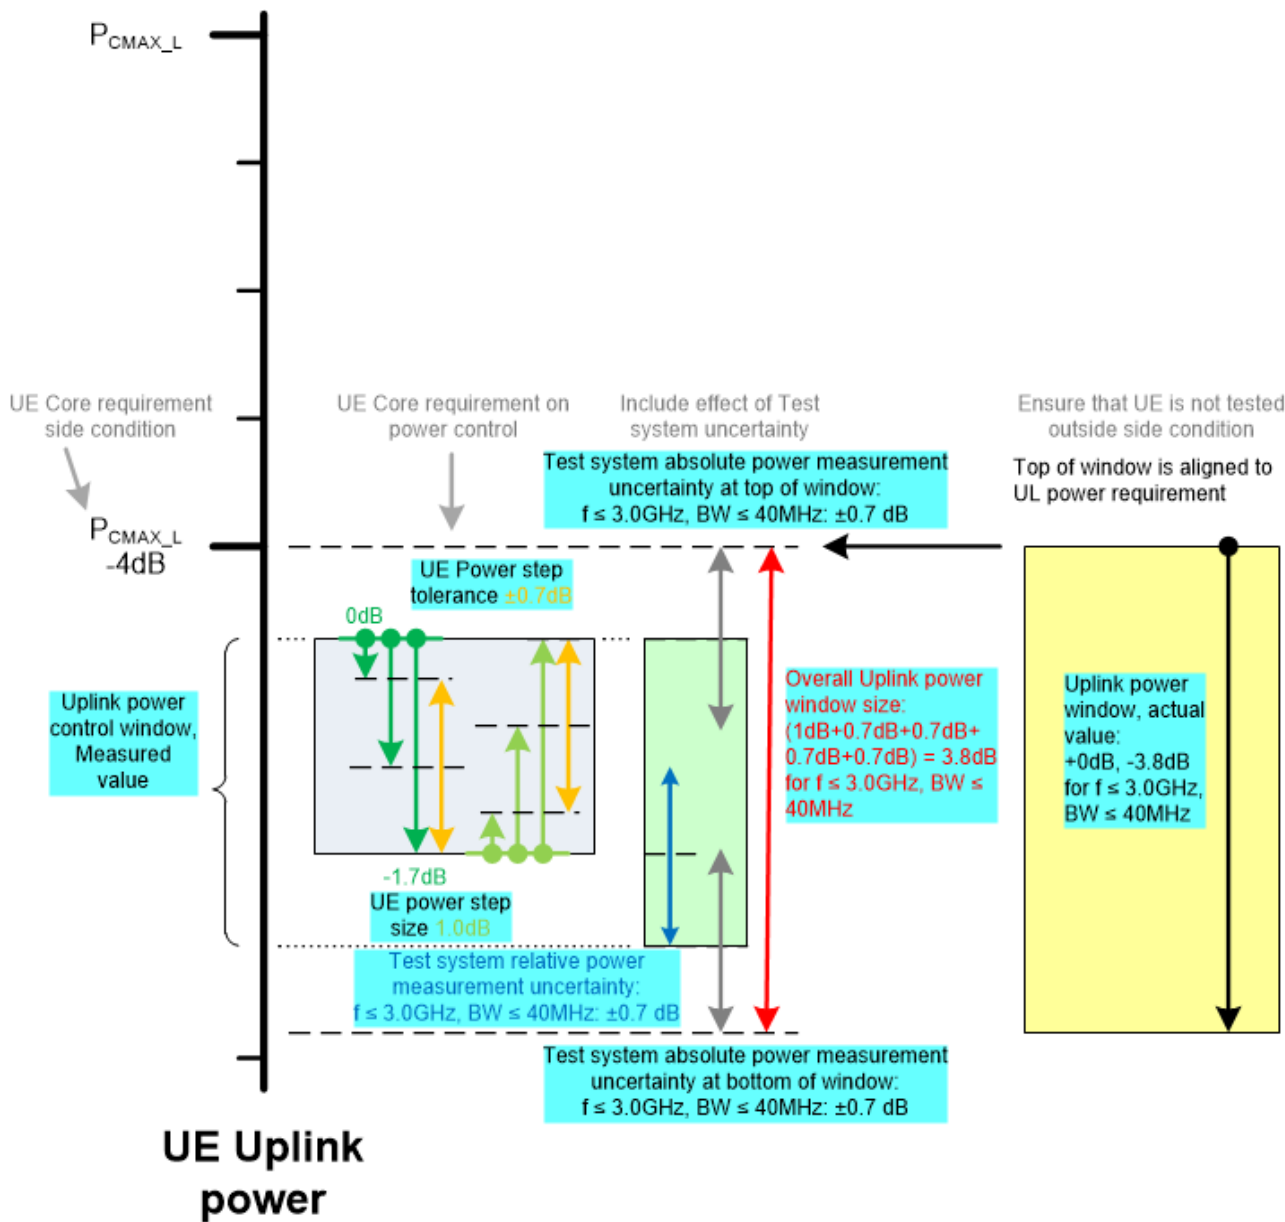 PCMAX_L
UE Core requirement
side condition
UE Core requirement on
power control
Include effect of Test
system uncertainty
Ensure that UE is not tested
outside side condition
Test system absolute power measurement
uncertainty at top of window:
f ≤ 3.0GHz, BW ≤ 40MHz: ±0.7 dB
Top of window is aligned to
UL power requirement
PCMAX_L
-4dB
UE Power step
tolerance ±0.7dB
0dB
Uplink power
control window,
Measured
value
Overall Uplink power
window size:
(1dB+0.7dB+0.7dB+
0.7dB+0.7dB) = 3.8dB
for f ≤ 3.0GHz, BW ≤
40MHz
Uplink power
window, actual
value:
+0dB, -3.8dB
for f ≤ 3.0GHz,
BW ≤ 40MHz
-1.7dB
UE power step
size 1.0dB
Test system relative power
measurement uncertainty:
f ≤ 3.0GHz, BW ≤ 40MHz: ±0.7 dB
Test system absolute power measurement
uncertainty at bottom of window:
f ≤ 3.0GHz, BW ≤ 40MHz: ±0.7 dB
UE Uplink
power